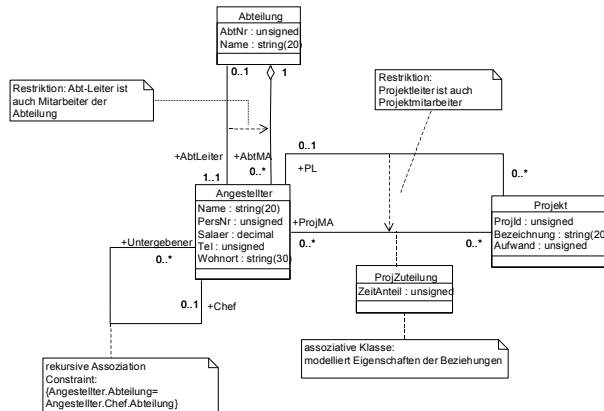 Abteilung
AbtNr : unsigned
Name : string(20)
0..1
1
Restriktion: Abt-Leiter ist
auch Mitarbeiter der
Abteilung
Restriktion:
Projektleiter ist auch
Projektmitarbeiter
+AbtLeiter
+AbtMA
1..1
0..*
0..1
+PL
0..*
Angestellter
Name : string(20)
PersNr : unsigned
Salaer : decimal
Tel : unsigned
Wohnort : string(30)
+ProjMA
0..*
0..*
Projekt
ProjId : unsigned
Bezeichnung : string(20
Aufwand : unsigned
+Untergebener
0..*
0..1
+Chef
ProjZuteilung
ZeitAnteil : unsigned
assoziative Klasse:
modelliert Eigenschaften der Beziehungen
rekursive Assoziation
Constraint:
{Angestellter.Abteilung=
Angestellter.Chef.Abteilung}